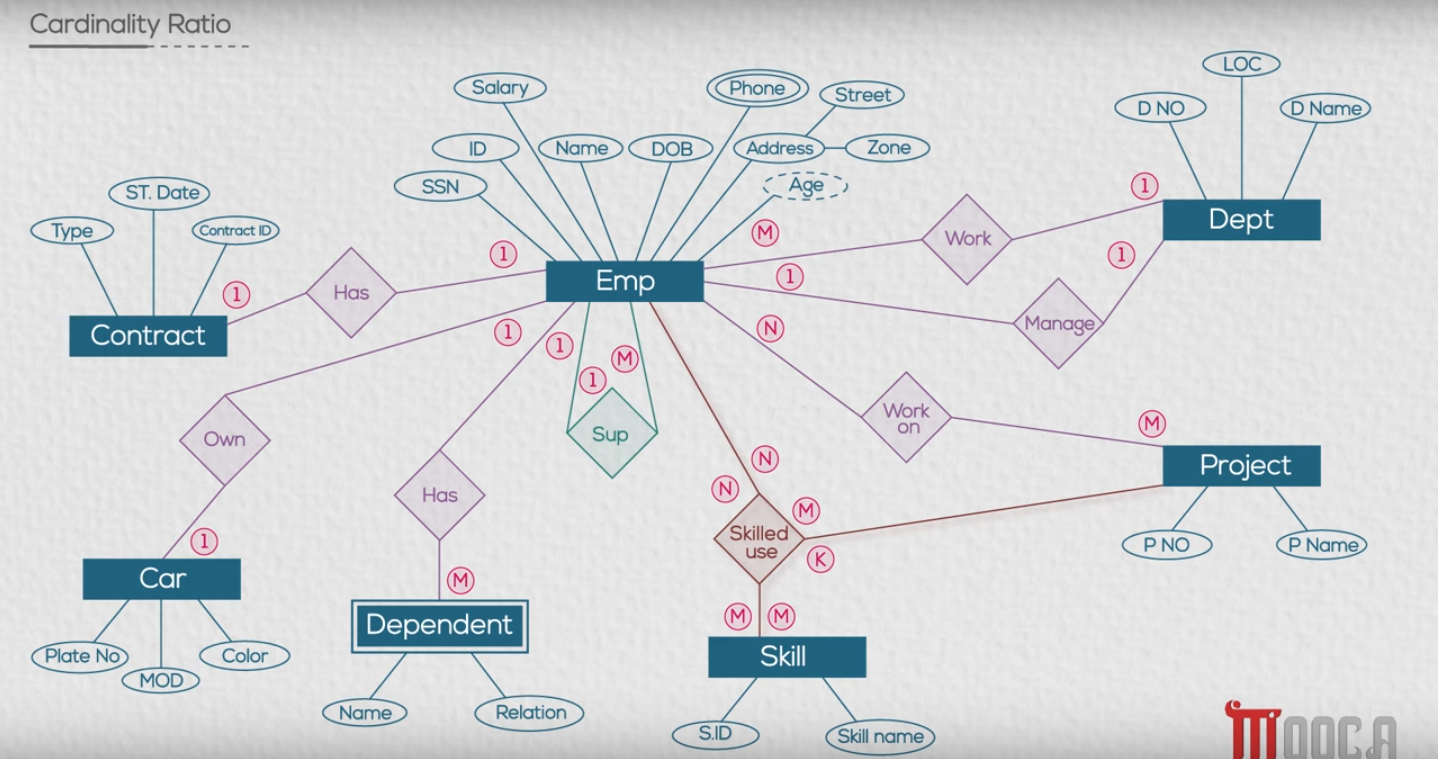 Cardinality Ratio
Salary
Phone
Street
LOC
D NO
D Name
ID
Name
DOB
Address
Zone
SSN
Age
ST. Date
Type
Contract ID
1
Work
M
Dept
1
1
Has
1
Emp
1
Manage
Contract
1
1
N
M
1
Sup
Work
on
M
Own
N
Project
Has
N
M
Skilled
use
K
1
P NO
P Name
Car
M
Dependent
M
M
Skill
Plate No
MOD
Color
Name
Relation
S.ID
Skill name
MOOCA